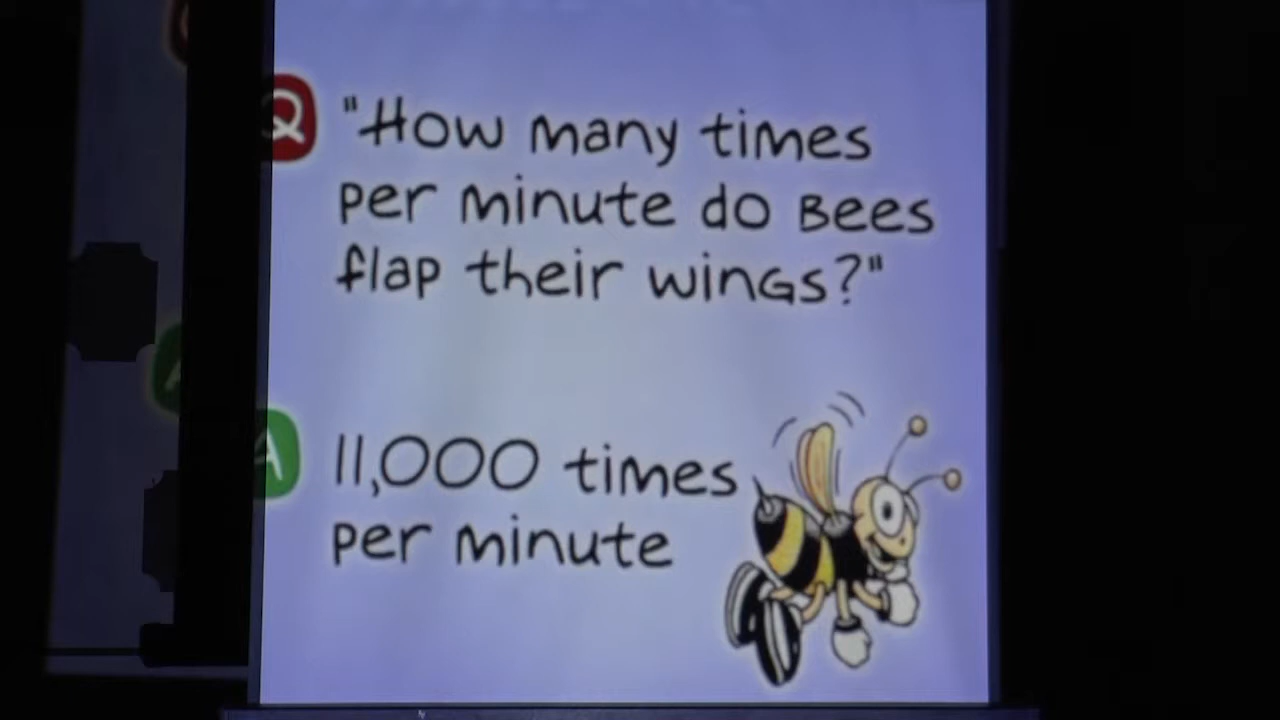 Q "How many times
per minute do Bees
flap their wings?"
A 11,000 times
per minute